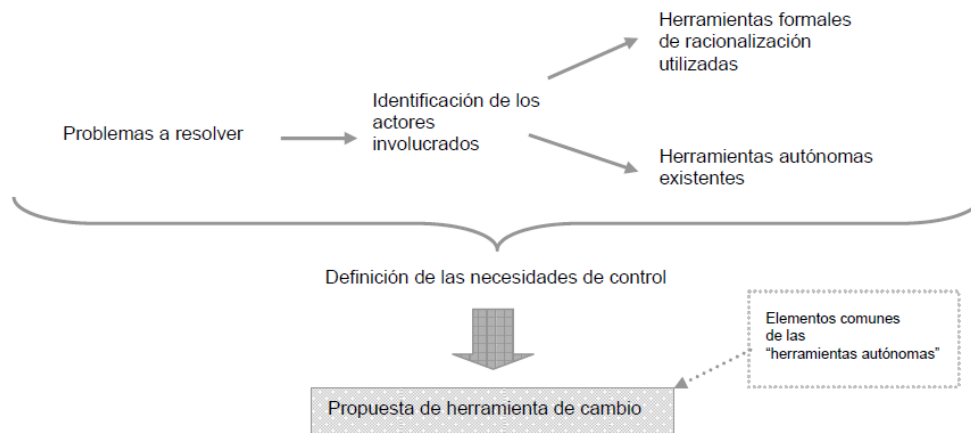 Herramientas formales
de racionalización
utilizadas
Identificación de los
actores
involucrados
Problemas a resolver
Herramientas autónomas
existentes
Definición de las necesidades de control
Elementos comunes
de las
“herramientas autónomas”
Propuesta de herramienta de cambio